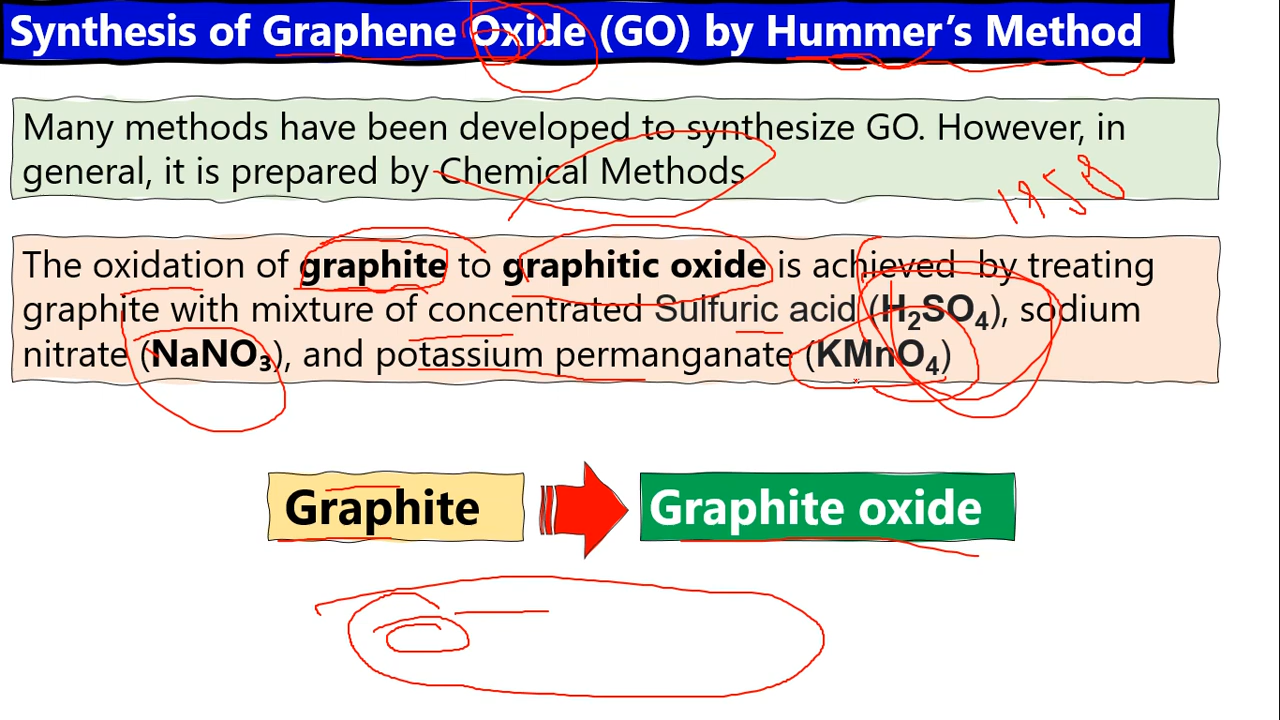 Synthesis of Graphene Oxide (GO) by Hummer's Method
Many methods have been developed to synthesize GO. However, in
general, it is prepared by Chemical Methods
1958
The oxidation of graphite to graphitic oxide is achieved by treating
graphite with mixture of concentrated Sulfuric acid (H₂SO₄), sodium
nitrate (NaNO₃), and potassium permanganate (KMnO₄)
Graphite
Graphite oxide